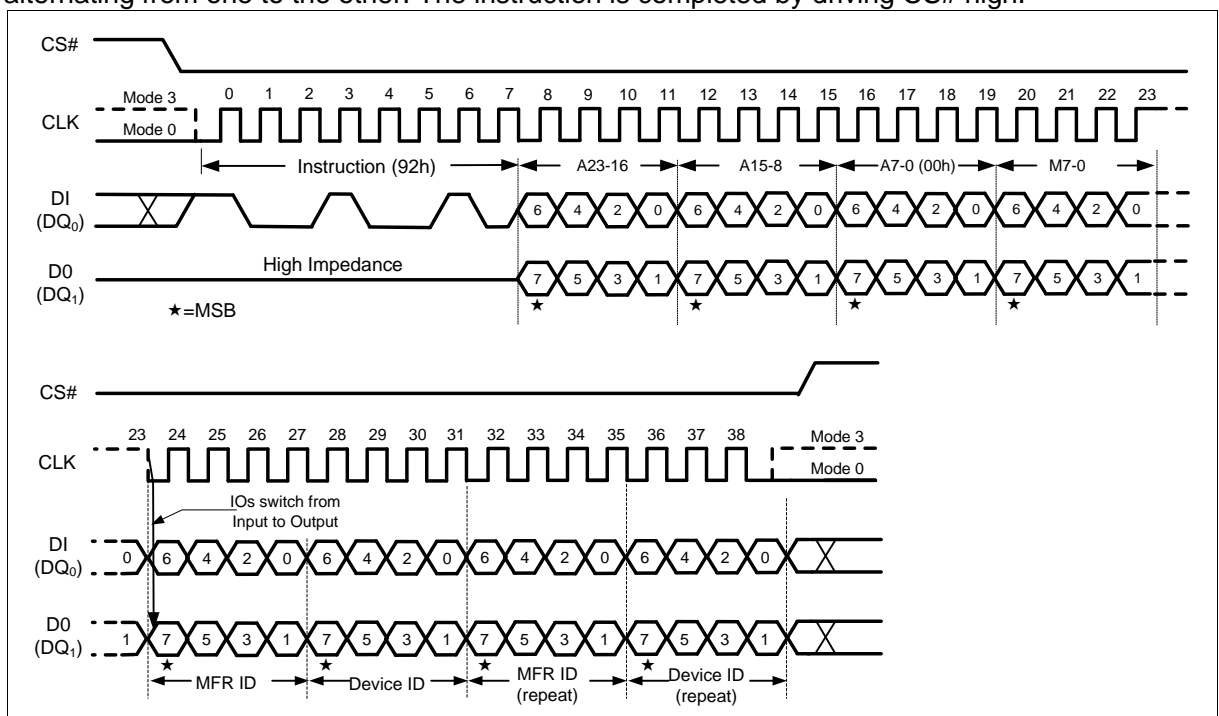 alternating from one to the other. The instruction is completed by driving CS# high.
CS#
Mode 3 0 1 2 3 4 5 6 7 8 9 10 11 12 13 14 15 16 17 18 19 20 21 22 23
CLK
Mode 0
Instruction (92h) A23-16 A15-8 A7-0 (00h) M7-0
DI
(DQ0)
6 4 2 0 6 4 2 0 6 4 2 0 6 4 2 0
High Impedance
D0
(DQ1)
7 5 3 1 7 5 3 1 7 5 3 1 7 5 3 1
★=MSB ★ ★ ★ ★
CS#
23 24 25 26 27 28 29 30 31 32 33 34 35 36 37 38 Mode 3
CLK
Mode 0
IOs switch from
Input to Output
DI
(DQ0)
0 6 4 2 0 6 4 2 0 6 4 2 0 6 4 2 0
D0
(DQ1)
1 7 5 3 1 7 5 3 1 7 5 3 1 7 5 3 1
★ ★ ★ ★
MFR ID Device ID MFR ID
(repeat)
Device ID
(repeat)